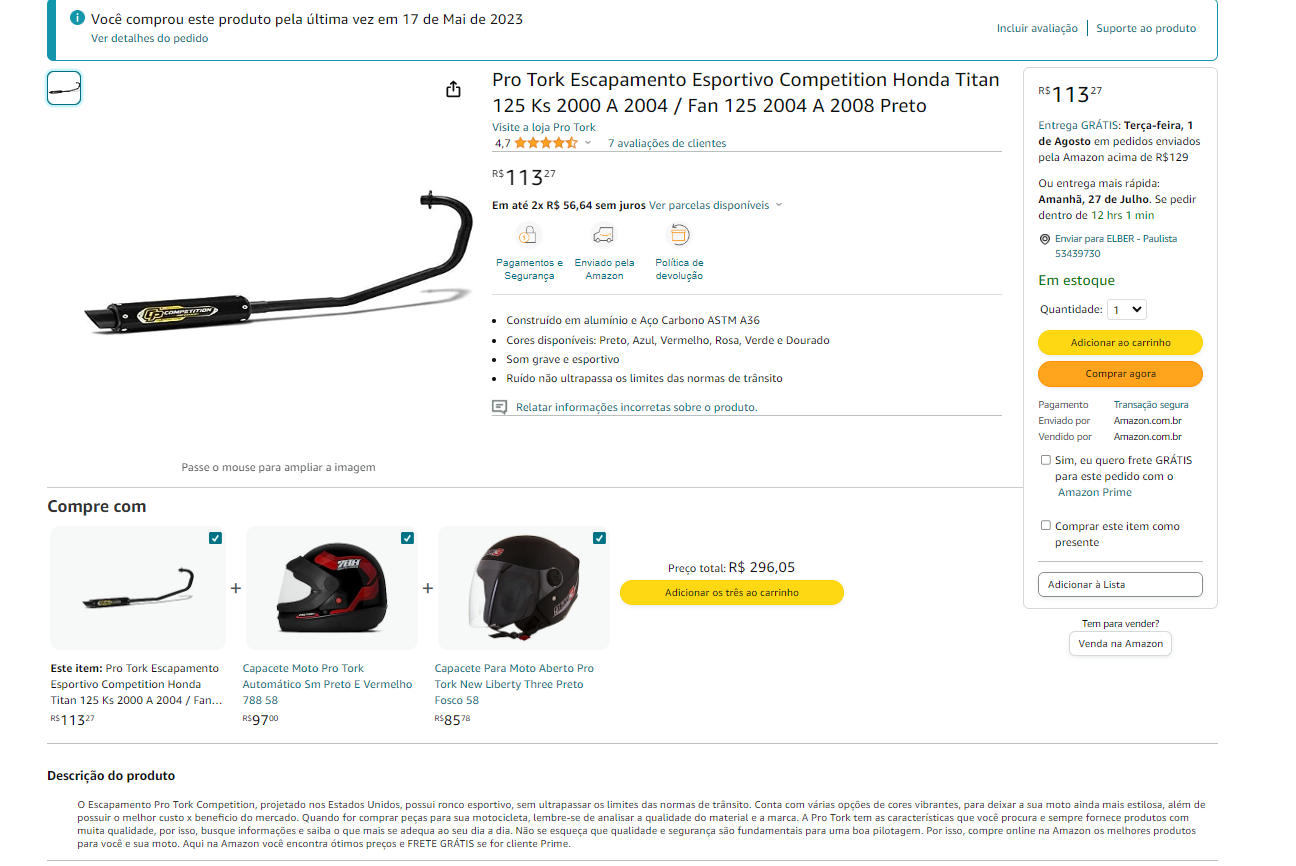 Você comprou este produto pela última vez em 17 de Mai de 2023
Ver detalhes do pedido
Incluir avaliação
Suporte ao produto
Pro Tork Escapamento Esportivo Competition Honda Titan
125 Ks 2000 A 2004 / Fan 125 2004 A 2008 Preto
Visite a loja Pro Tork
4,7
7 avaliações de clientes
R$11327
Em até 2x R$ 56,64 sem juros Ver parcelas disponíveis
Pagamentos e
Segurança
Enviado pela
Amazon
Política de
devolução
Construído em alumínio e Aço Carbono ASTM A36
Cores disponíveis: Preto, Azul, Vermelho, Rosa, Verde e Dourado
Som grave e esportivo
Ruído não ultrapassa os limites das normas de trânsito
Relatar informações incorretas sobre o produto.
COMPETITION
Passe o mouse para ampliar a imagem
R$11327
Entrega GRÁTIS: Terça-feira, 1
de Agosto em pedidos enviados
pela Amazon acima de R$129
Ou entrega mais rápida:
Amanhã, 27 de Julho. Se pedir
dentro de 12 hrs 1 min
Enviar para ELBER - Paulista
53439730
Em estoque
Quantidade: 1
Adicionar ao carrinho
Comprar agora
Pagamento Transação segura
Enviado por Amazon.com.br
Vendido por Amazon.com.br
Sim, eu quero frete GRÁTIS
para este pedido com o
Amazon Prime
Comprar este item como
presente
Adicionar à Lista
Tem para vender?
Venda na Amazon
Compre com
+
+
Preço total: R$ 296,05
Adicionar os três ao carrinho
Este item: Pro Tork Escapamento
Esportivo Competition Honda
Titan 125 Ks 2000 A 2004 / Fan...
R$11327
Capacete Moto Pro Tork
Automático Sm Preto E Vermelho
788 58
R$9700
Capacete Para Moto Aberto Pro
Tork New Liberty Three Preto
Fosco 58
R$8578
Descrição do produto
O Escapamento Pro Tork Competition, projetado nos Estados Unidos, possui ronco esportivo, sem ultrapassar os limites das normas de trânsito. Conta com várias opções de cores vibrantes, para deixar a sua moto ainda mais estilosa, além de
possuir o melhor custo x beneficio do mercado. Quando for comprar peças para sua motocicleta, lembre-se de analisar a qualidade do material e a marca. A Pro Tork tem as características que você procura e sempre fornece produtos com
muita qualidade, por isso, busque informações e saiba o que mais se adequa ao seu dia a dia. Não se esqueça que qualidade e segurança são fundamentais para uma boa pilotagem. Por isso, compre online na Amazon os melhores produtos
para você e sua moto. Aqui na Amazon você encontra ótimos preços e FRETE GRÁTIS se for cliente Prime.